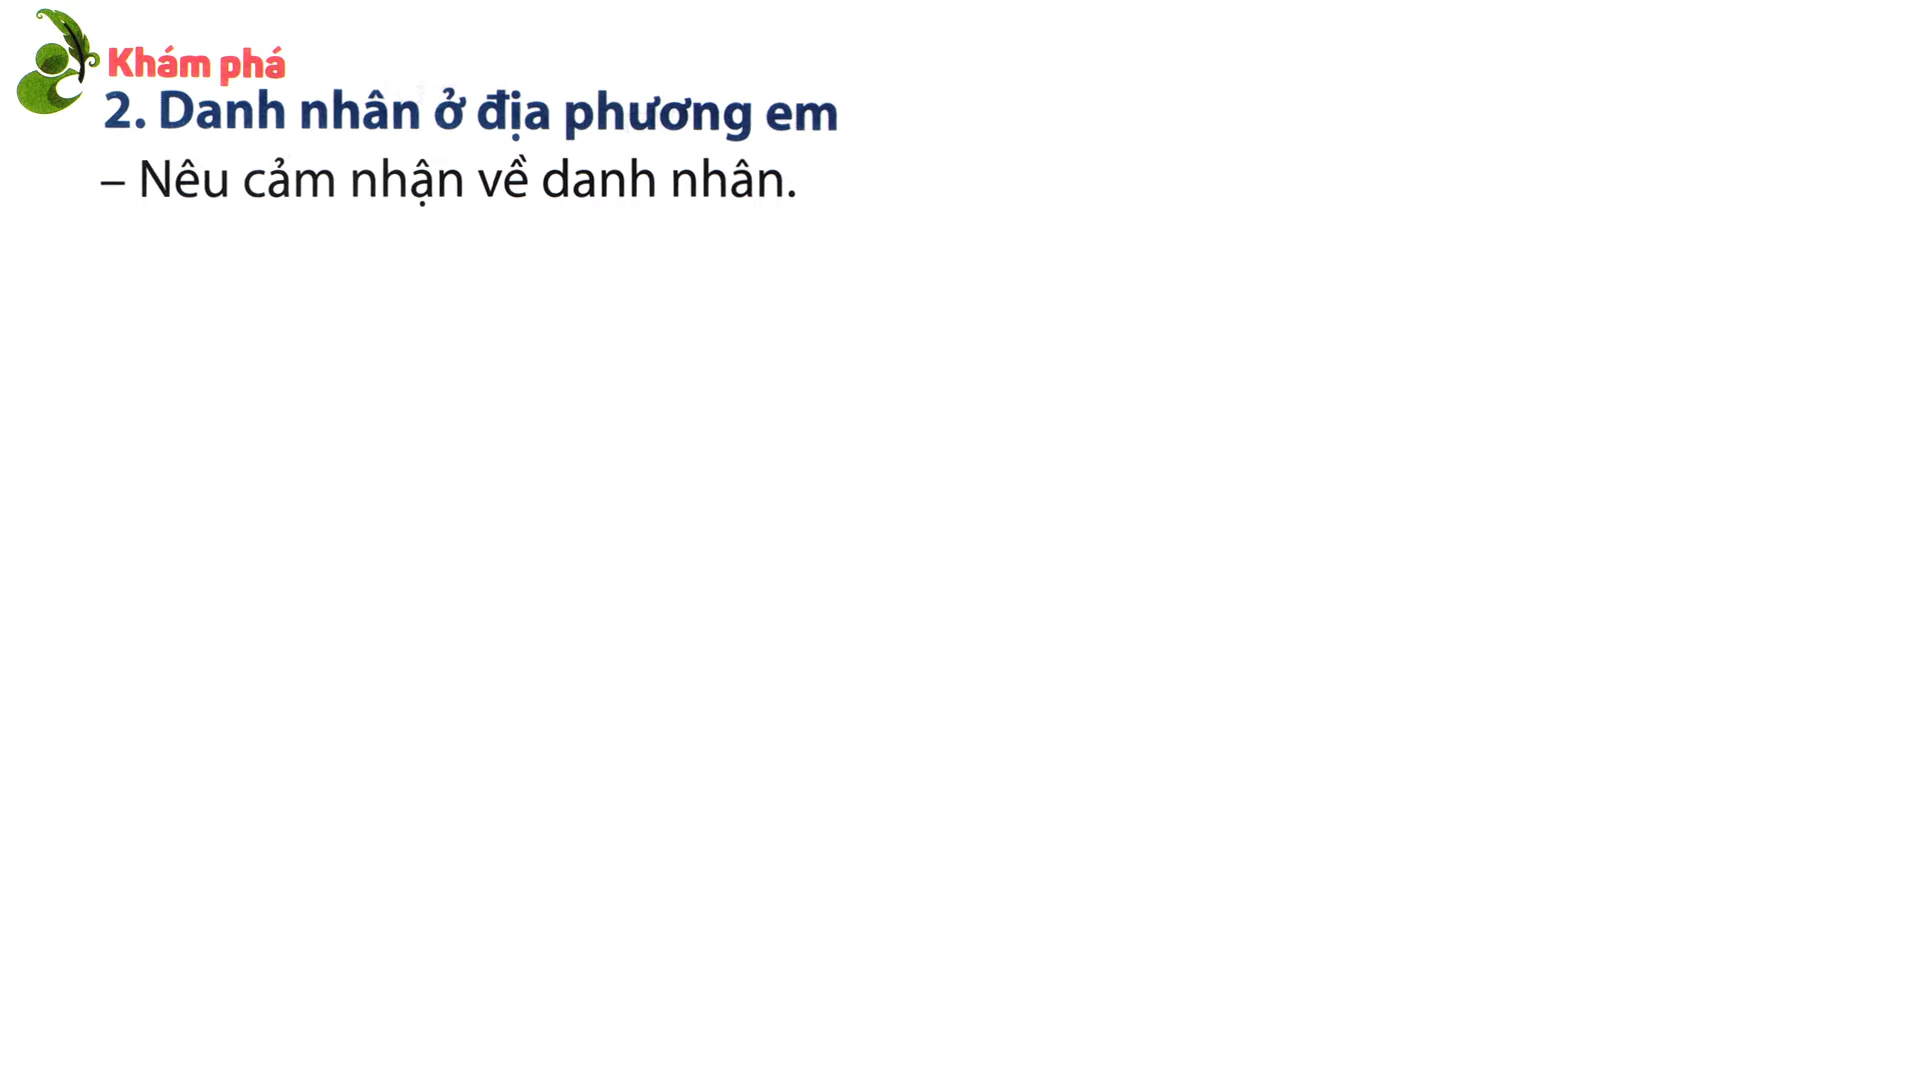 Khám phá
2. Danh nhân ở địa phương em
– Nêu cảm nhận về danh nhân.